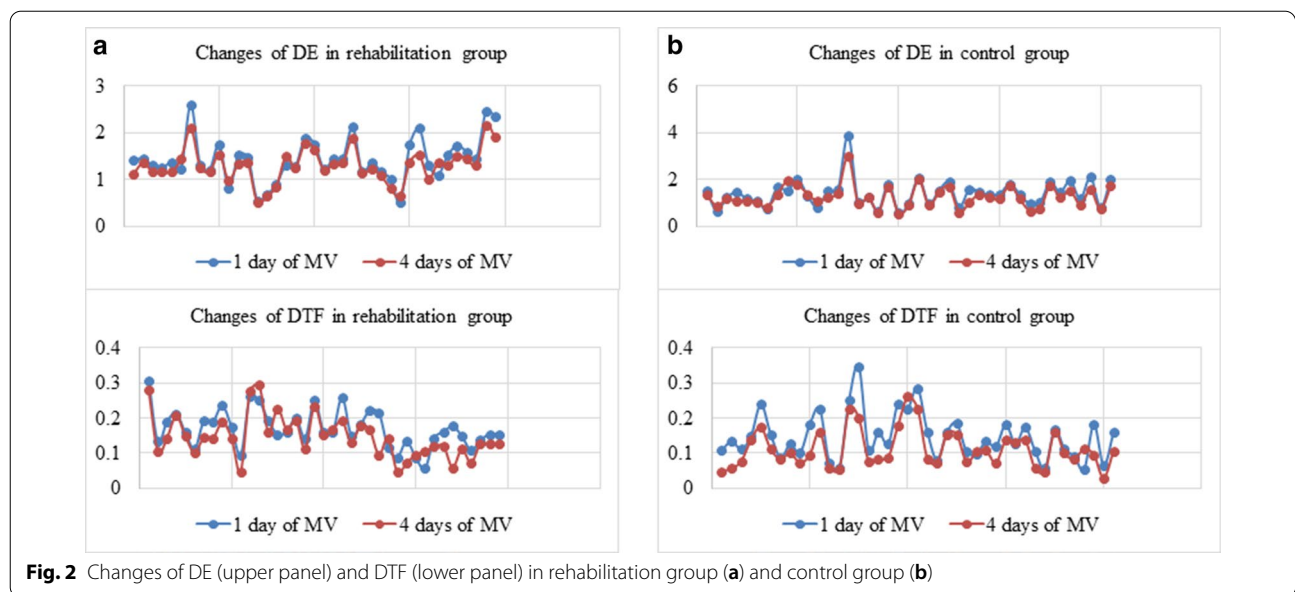 a
Changes of DE in rehabilitation group
3
2
1
0
1 day of MV 4 days of MV
b
Changes of DE in control group
6
4
2
0
1 day of MV 4 days of MV
Changes of DTF in rehabilitation group
0.4
0.3
0.2
0.1
0
1 day of MV 4 days of MV
Changes of DTF in control group
0.4
0.3
0.2
0.1
0
1 day of MV 4 days of MV
Fig. 2 Changes of DE (upper panel) and DTF (lower panel) in rehabilitation group (a) and control group (b)